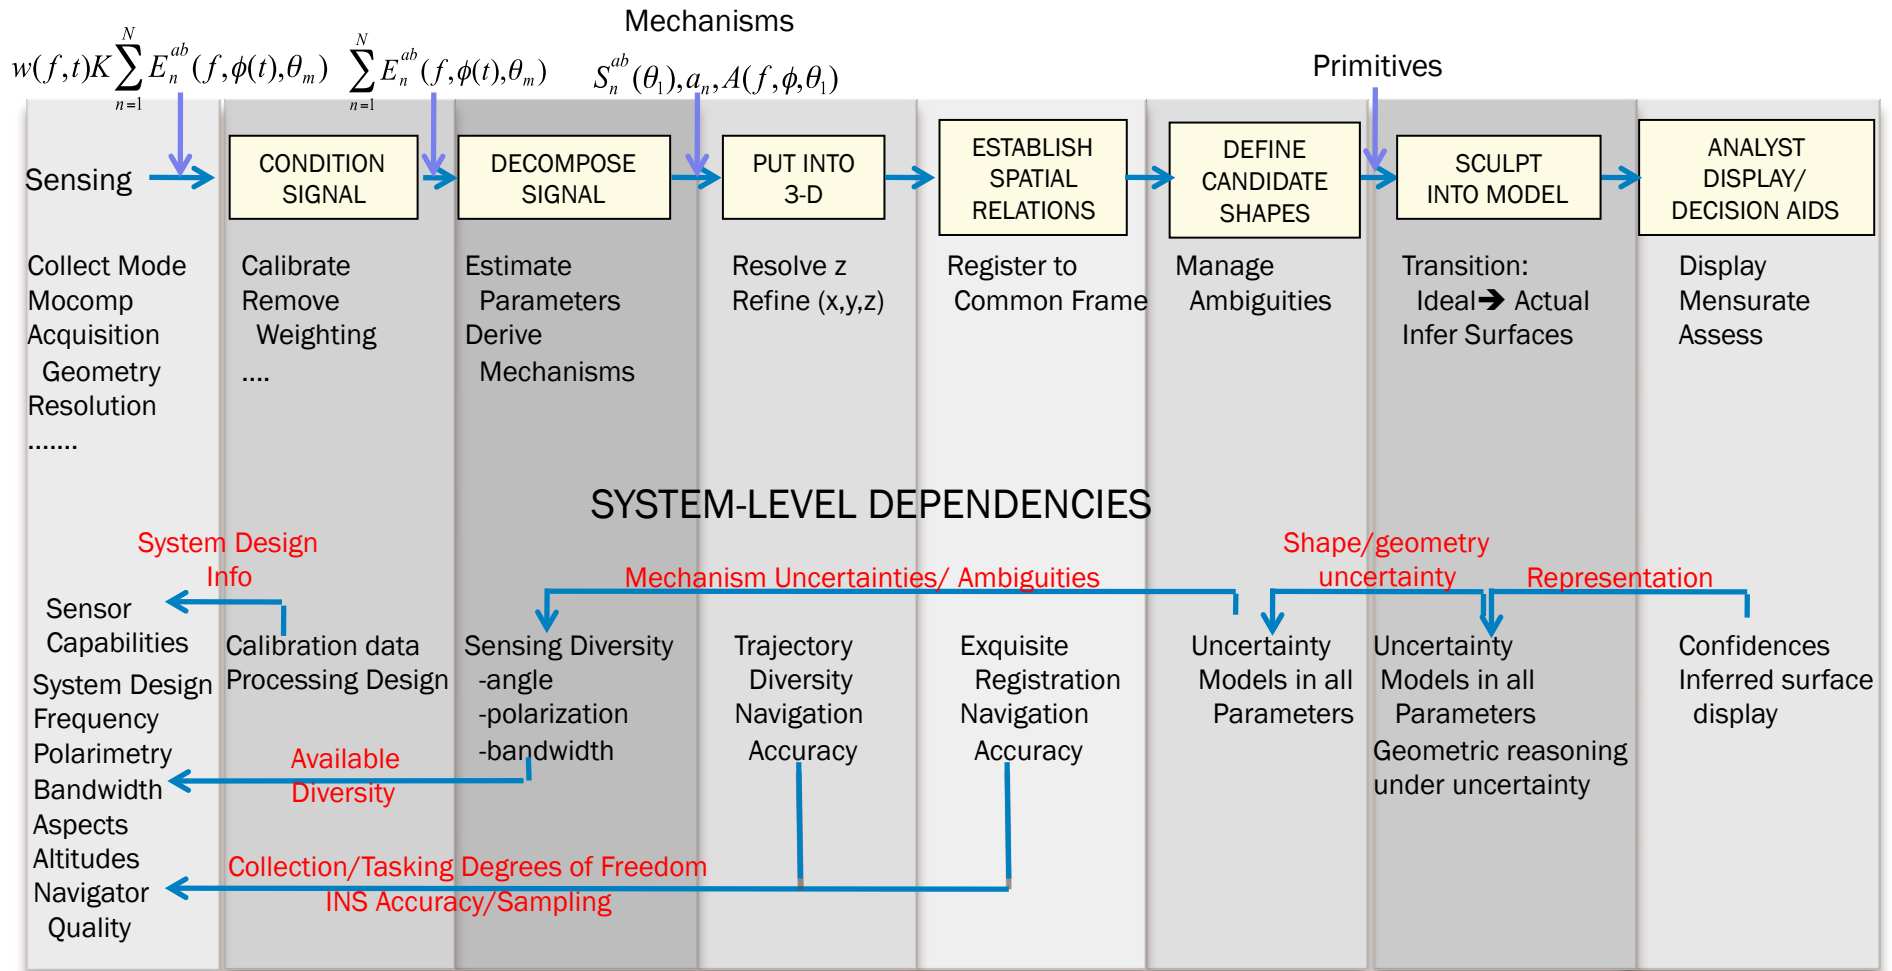 Mechanisms
w(f,t)K∑_{n=1}^{N} E_n^{ab}(f,ϕ(t),θ_m)
∑_{n=1}^{N} E_n^{ab}(f,ϕ(t),θ_m)
S_n^{ab}(θ_1),a_n,A(f,ϕ,θ_1)
Primitives
Sensing
CONDITION
SIGNAL
DECOMPOSE
SIGNAL
PUT INTO
3-D
ESTABLISH
SPATIAL
RELATIONS
DEFINE
CANDIDATE
SHAPES
SCULPT
INTO MODEL
ANALYST
DISPLAY/
DECISION AIDS
Collect Mode
Mocomp
Acquisition
Geometry
Resolution
.......
Calibrate
Remove
Weighting
....
Estimate
Parameters
Derive
Mechanisms
Resolve z
Refine (x,y,z)
Register to
Common Frame
Manage
Ambiguities
Transition:
Ideal➔ Actual
Infer Surfaces
Display
Mensurate
Assess
SYSTEM-LEVEL DEPENDENCIES
System Design
Info
Mechanism Uncertainties/ Ambiguities
Shape/geometry
uncertainty
Representation
Sensor
Capabilities
System Design
Frequency
Polarimetry
Bandwidth
Aspects
Altitudes
Navigator
Quality
Calibration data
Processing Design
Sensing Diversity
-angle
-polarization
-bandwidth
Trajectory
Diversity
Navigation
Accuracy
Exquisite
Registration
Navigation
Accuracy
Uncertainty
Models in all
Parameters
Uncertainty
Models in all
Parameters
Geometric reasoning
under uncertainty
Confidences
Inferred surface
display
Available
Diversity
Collection/Tasking Degrees of Freedom
INS Accuracy/Sampling